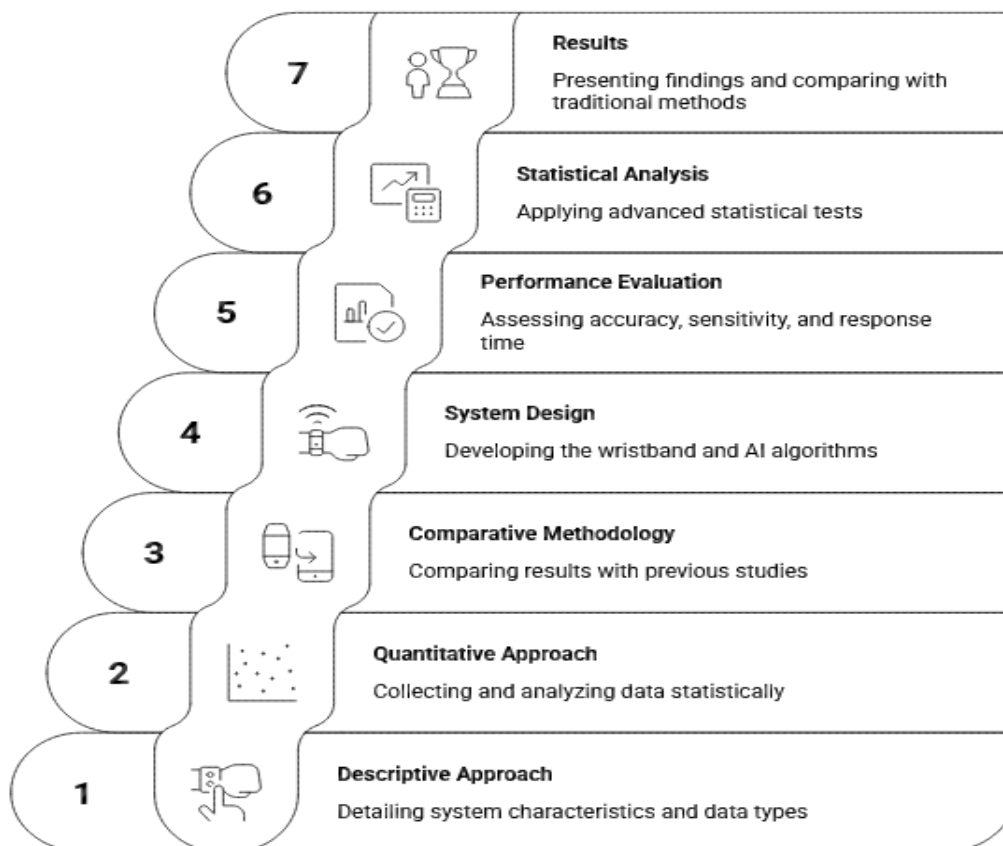 7
Results
Presenting findings and comparing with
traditional methods
6
Statistical Analysis
Applying advanced statistical tests
5
Performance Evaluation
Assessing accuracy, sensitivity, and response
time
4
System Design
Developing the wristband and AI algorithms
3
Comparative Methodology
Comparing results with previous studies
2
Quantitative Approach
Collecting and analyzing data statistically
1
Descriptive Approach
Detailing system characteristics and data types